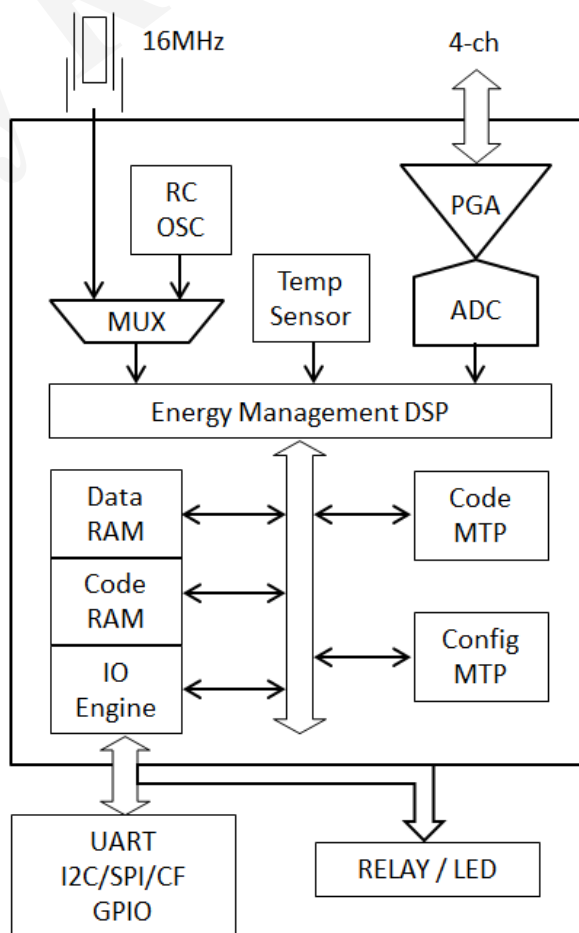 16MHz
4-ch
RC
OSC
PGA
Temp
Sensor
MUX
ADC
Energy Management DSP
Data
RAM
Code
MTP
Code
RAM
Config
MTP
IO
Engine
UART
I2C/SPI/CF
GPIO
RELAY / LED